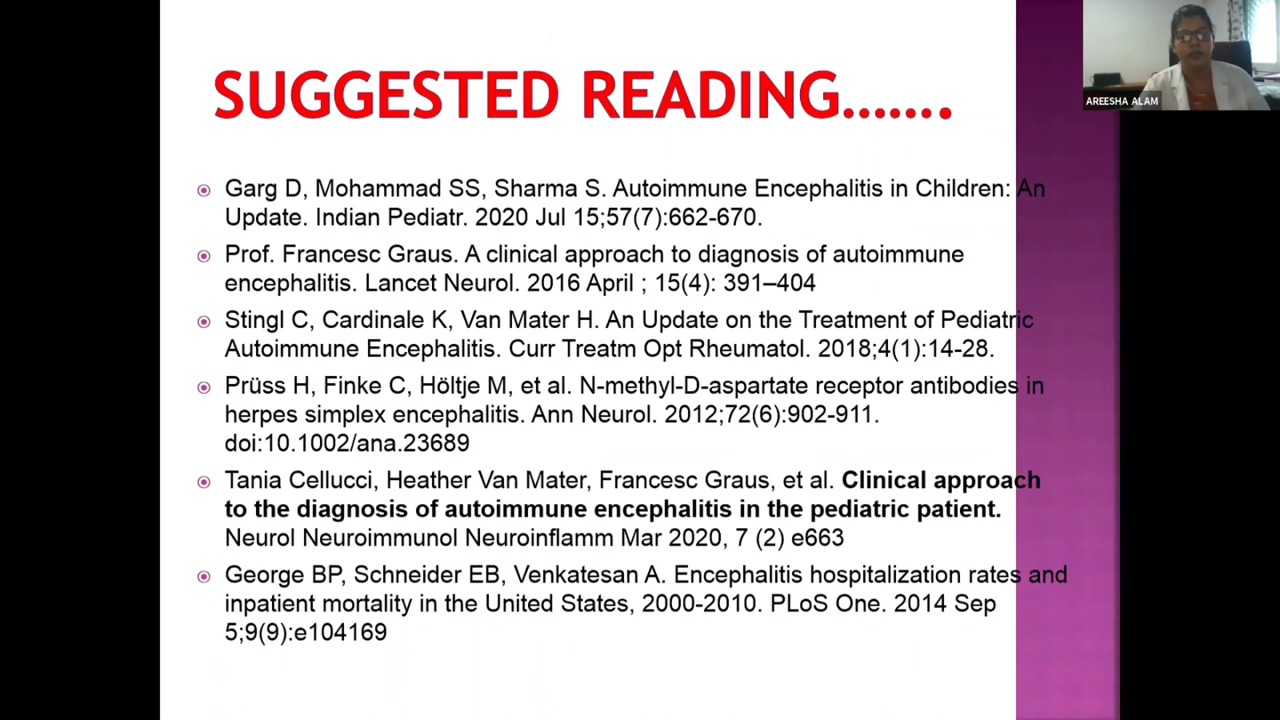 SUGGESTED READING.......
AREESHA ALAM
Garg D, Mohammad SS, Sharma S. Autoimmune Encephalitis in Children: An
Update. Indian Pediatr. 2020 Jul 15;57(7):662-670.
Prof. Francesc Graus. A clinical approach to diagnosis of autoimmune
encephalitis. Lancet Neurol. 2016 April ; 15(4): 391–404
Stingl C, Cardinale K, Van Mater H. An Update on the Treatment of Pediatric
Autoimmune Encephalitis. Curr Treatm Opt Rheumatol. 2018;4(1):14-28.
Prüss H, Finke C, Höltje M, et al. N-methyl-D-aspartate receptor antibodies in
herpes simplex encephalitis. Ann Neurol. 2012;72(6):902-911.
doi:10.1002/ana.23689
Tania Cellucci, Heather Van Mater, Francesc Graus, et al. Clinical approach
to the diagnosis of autoimmune encephalitis in the pediatric patient.
Neurol Neuroimmunol Neuroinflamm Mar 2020, 7 (2) e663
George BP, Schneider EB, Venkatesan A. Encephalitis hospitalization rates and
inpatient mortality in the United States, 2000-2010. PLoS One. 2014 Sep
5;9(9):e104169